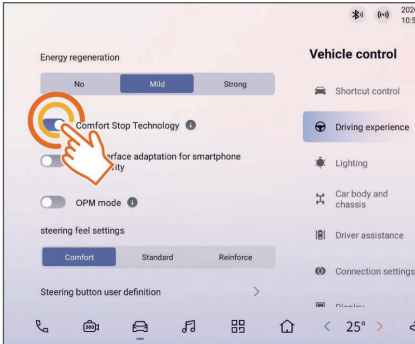 2026
10:5
Energy regeneration
Vehicle control
No
Mild
Strong
Shortcut control
Comfort Stop Technology
Driving experience
rface adaptation for smartphone
vity
Lighting
OPM mode
Car body and
chassis
steering feel settings
Driver assistance
Comfort
Standard
Reinforce
Connection settings
Steering button user definition
Display
360
25°